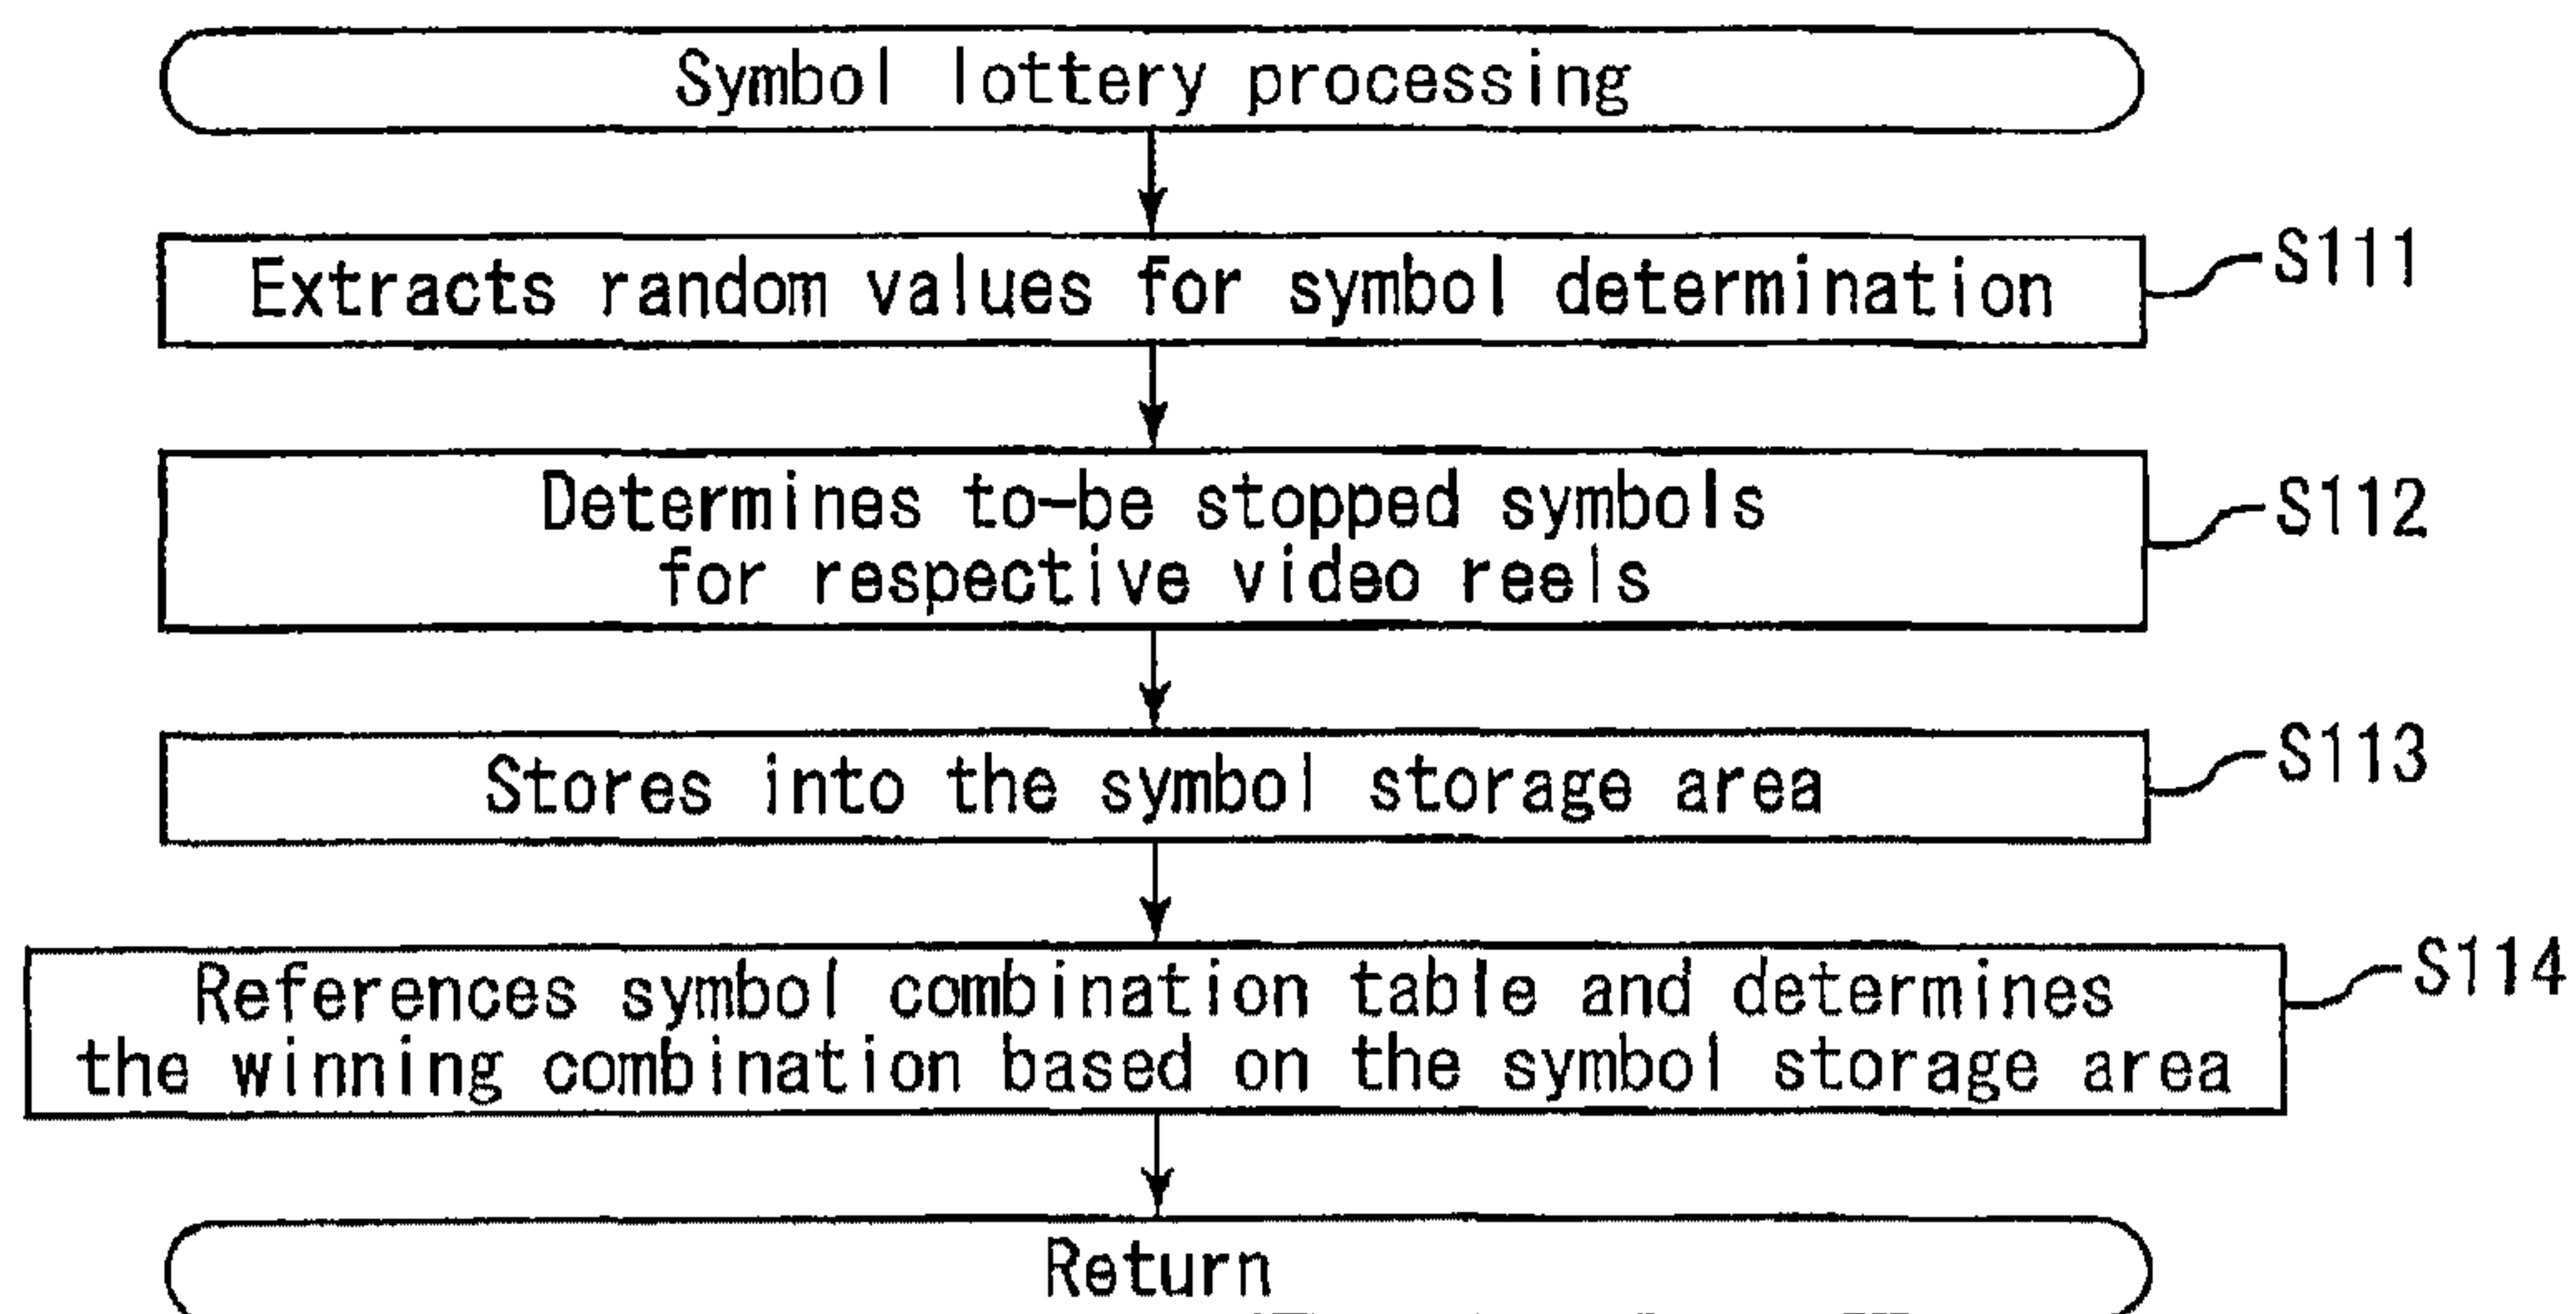 Symbol lottery processing
Extracts random values for symbol determination
S111
Determines to-be stopped symbols
for respective video reels
S112
Stores into the symbol storage area
S113
References symbol combination table and determines
the winning combination based on the symbol storage area
S114
Return